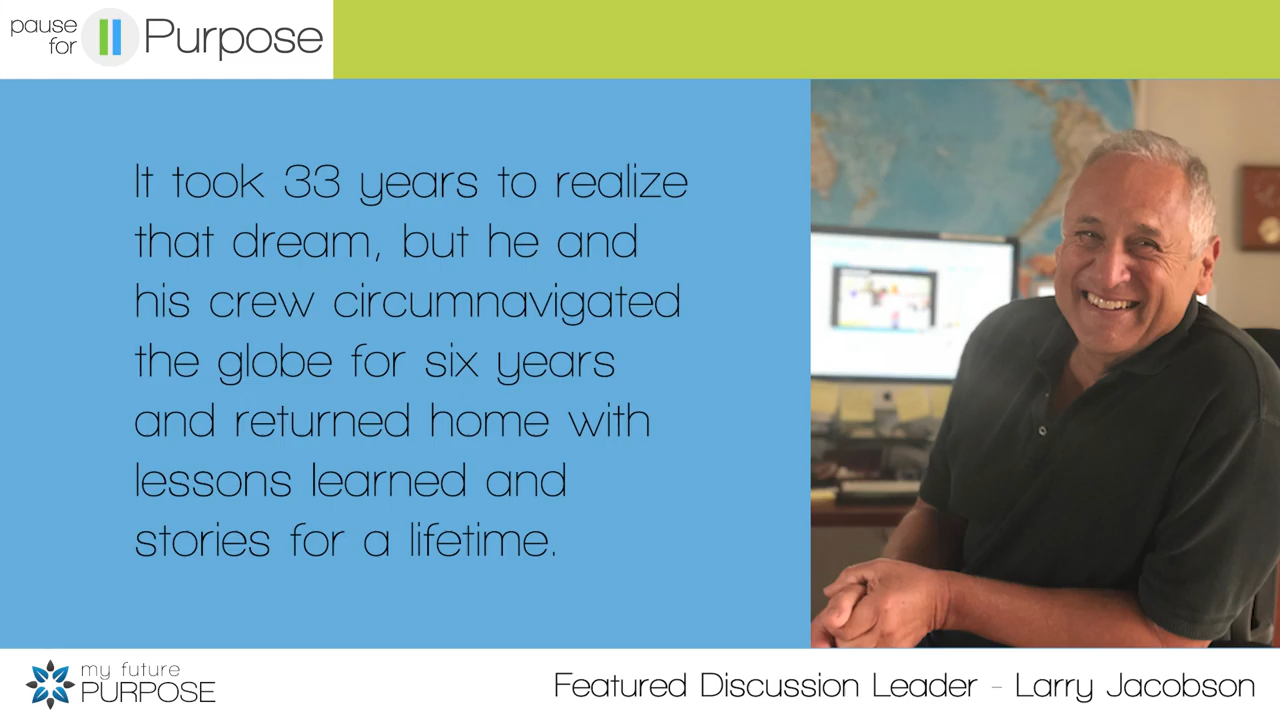 pause
for
Purpose
It took 33 years to realize
that dream, but he and
his crew circumnavigated
the globe for six years
and returned home with
lessons learned and
stories for a lifetime.
my future
PURPOSE
Featured Discussion Leader - Larry Jacobson